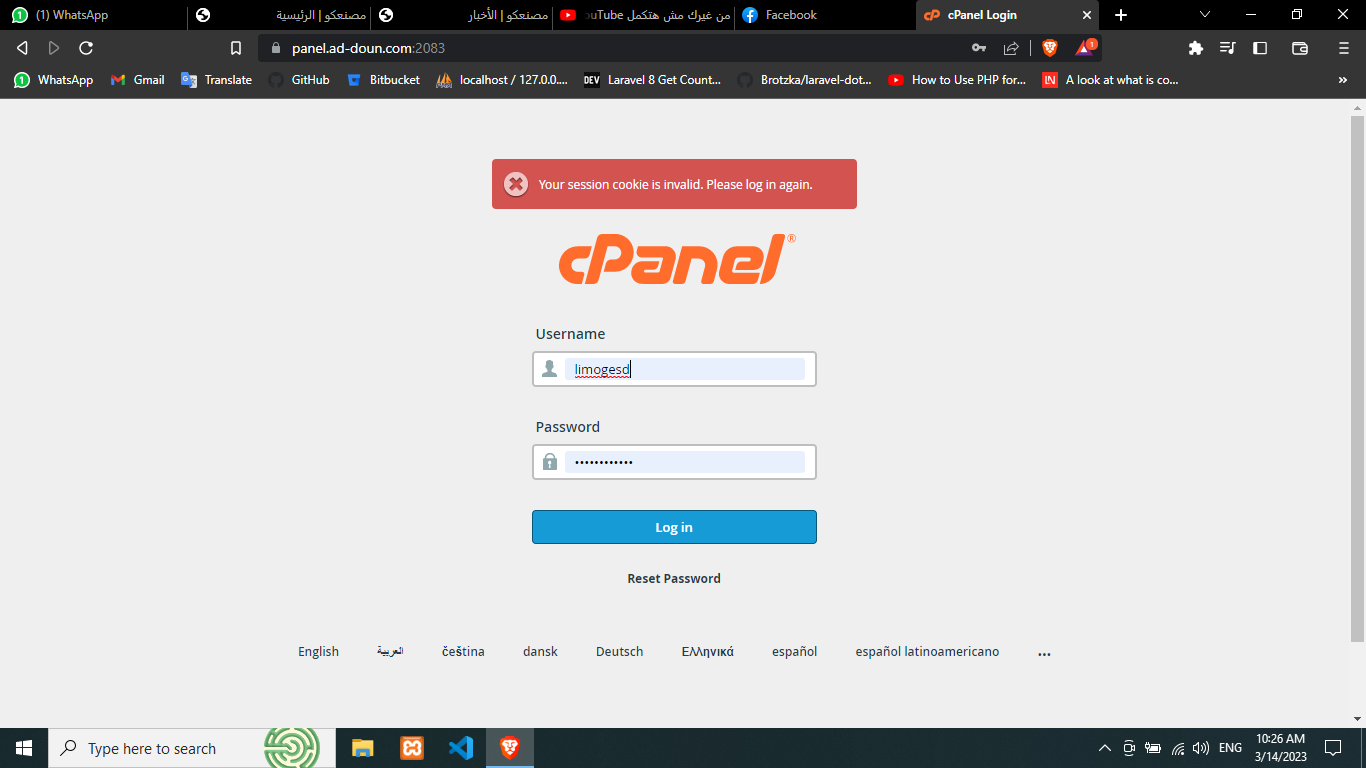 (1) WhatsApp
مصنعكو | الرئيسية
مصنعكو | الأخبار
من غيرك مش هتكمل YouTube
Facebook
cPanel Login
panel.ad-doun.com:2083
1
WhatsApp
Gmail
Translate
GitHub
Bitbucket
localhost / 127.0.0....
DEV
Laravel 8 Get Count...
Brotzka/laravel-dot...
How to Use PHP for...
A look at what is co...
Your session cookie is invalid. Please log in again.
cPanel®
Username
limogesd
Password
••••••••••••
Log in
Reset Password
English
العربية
čeština
dansk
Deutsch
Ελληνικά
español
español latinoamericano
...
Type here to search
ENG
10:26 AM
3/14/2023